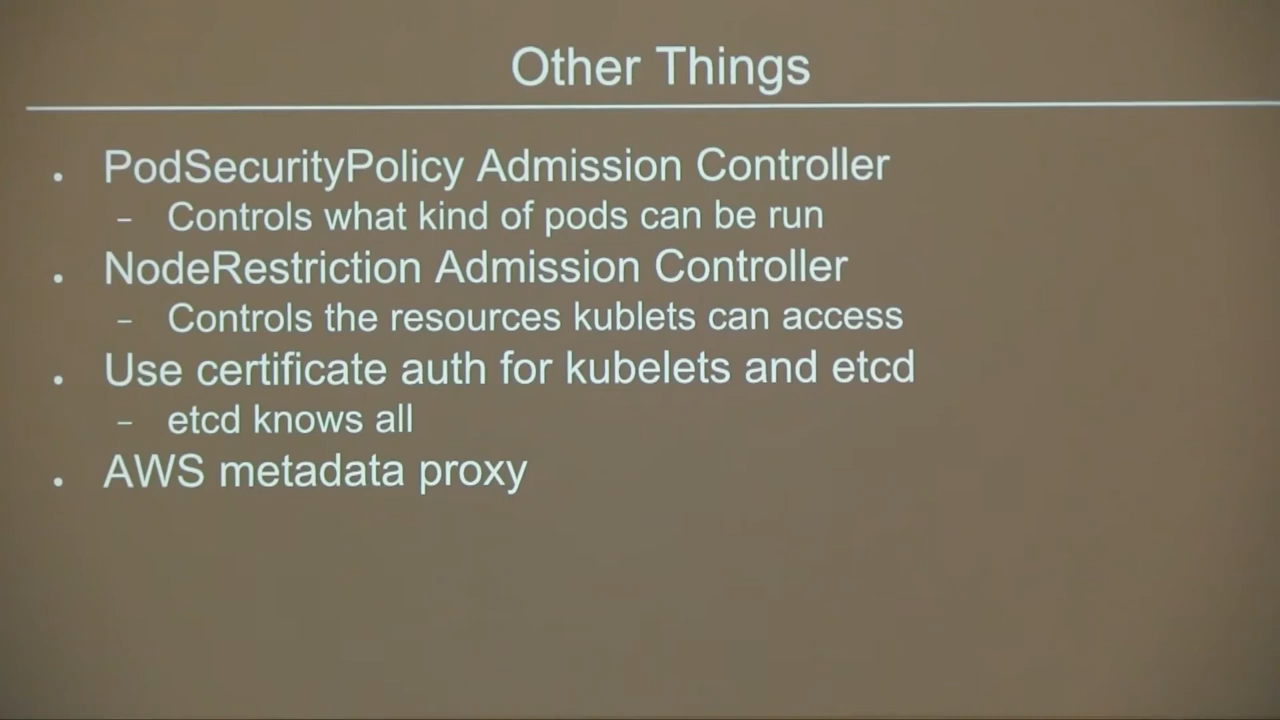 Other Things
. PodSecurityPolicy Admission Controller
– Controls what kind of pods can be run
. NodeRestriction Admission Controller
– Controls the resources kublets can access
. Use certificate auth for kubelets and etcd
– etcd knows all
. AWS metadata proxy